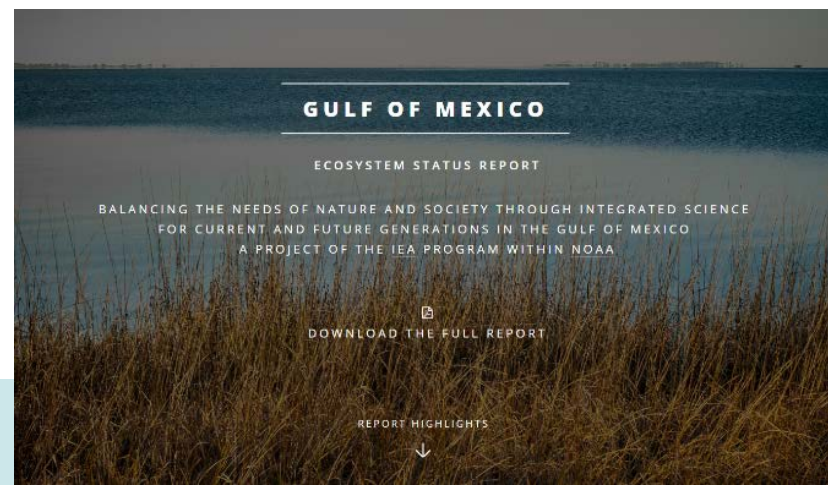 GULF OF MEXICO
ECOSYSTEM STATUS REPORT
BALANCING THE NEEDS OF NATURE AND SOCIETY THROUGH INTEGRATED SCIENCE
FOR CURRENT AND FUTURE GENERATIONS IN THE GULF OF MEXICO
A PROJECT OF THE IEA PROGRAM WITHIN NOAA
DOWNLOAD THE FULL REPORT
REPORT HIGHLIGHTS